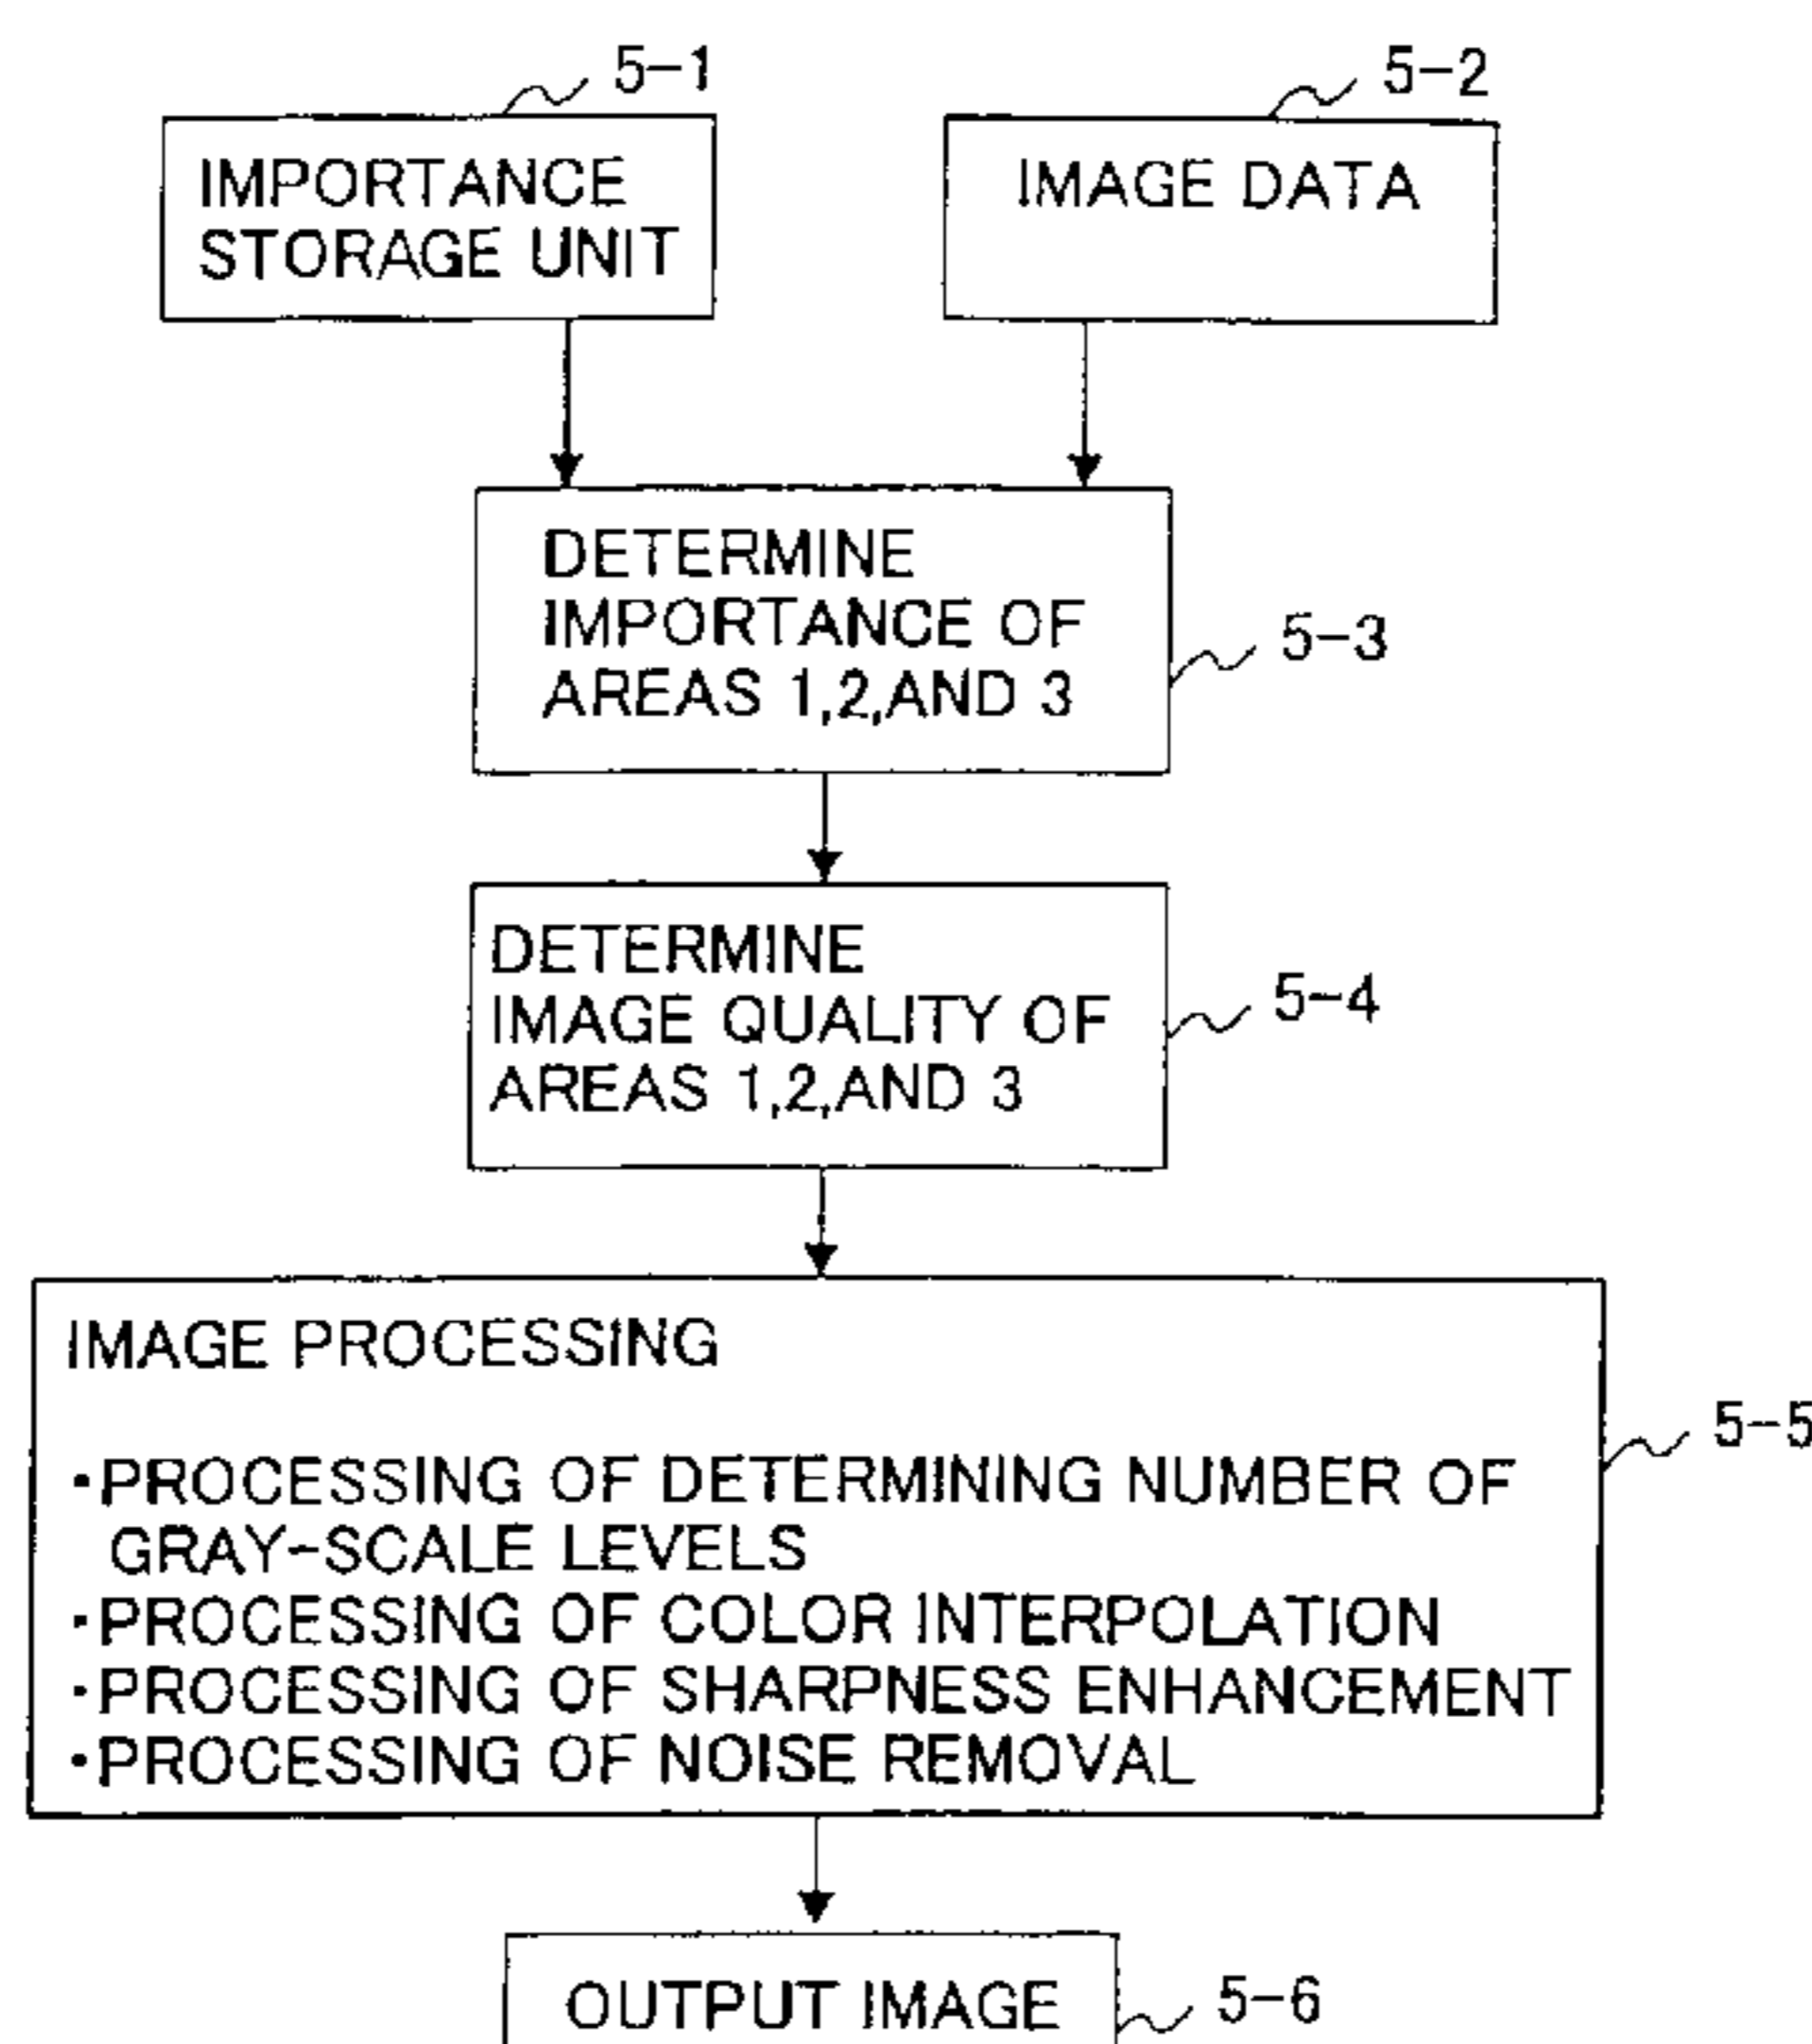 5-1
5-2
IMPORTANCE
STORAGE UNIT
IMAGE DATA
DETERMINE
IMPORTANCE OF
AREAS 1,2,AND 3
5-3
DETERMINE
IMAGE QUALITY OF
AREAS 1,2,AND 3
5-4
IMAGE PROCESSING
5-5
・PROCESSING OF DETERMINING NUMBER OF
GRAY-SCALE LEVELS
・PROCESSING OF COLOR INTERPOLATION
・PROCESSING OF SHARPNESS ENHANCEMENT
・PROCESSING OF NOISE REMOVAL
OUTPUT IMAGE
5-6